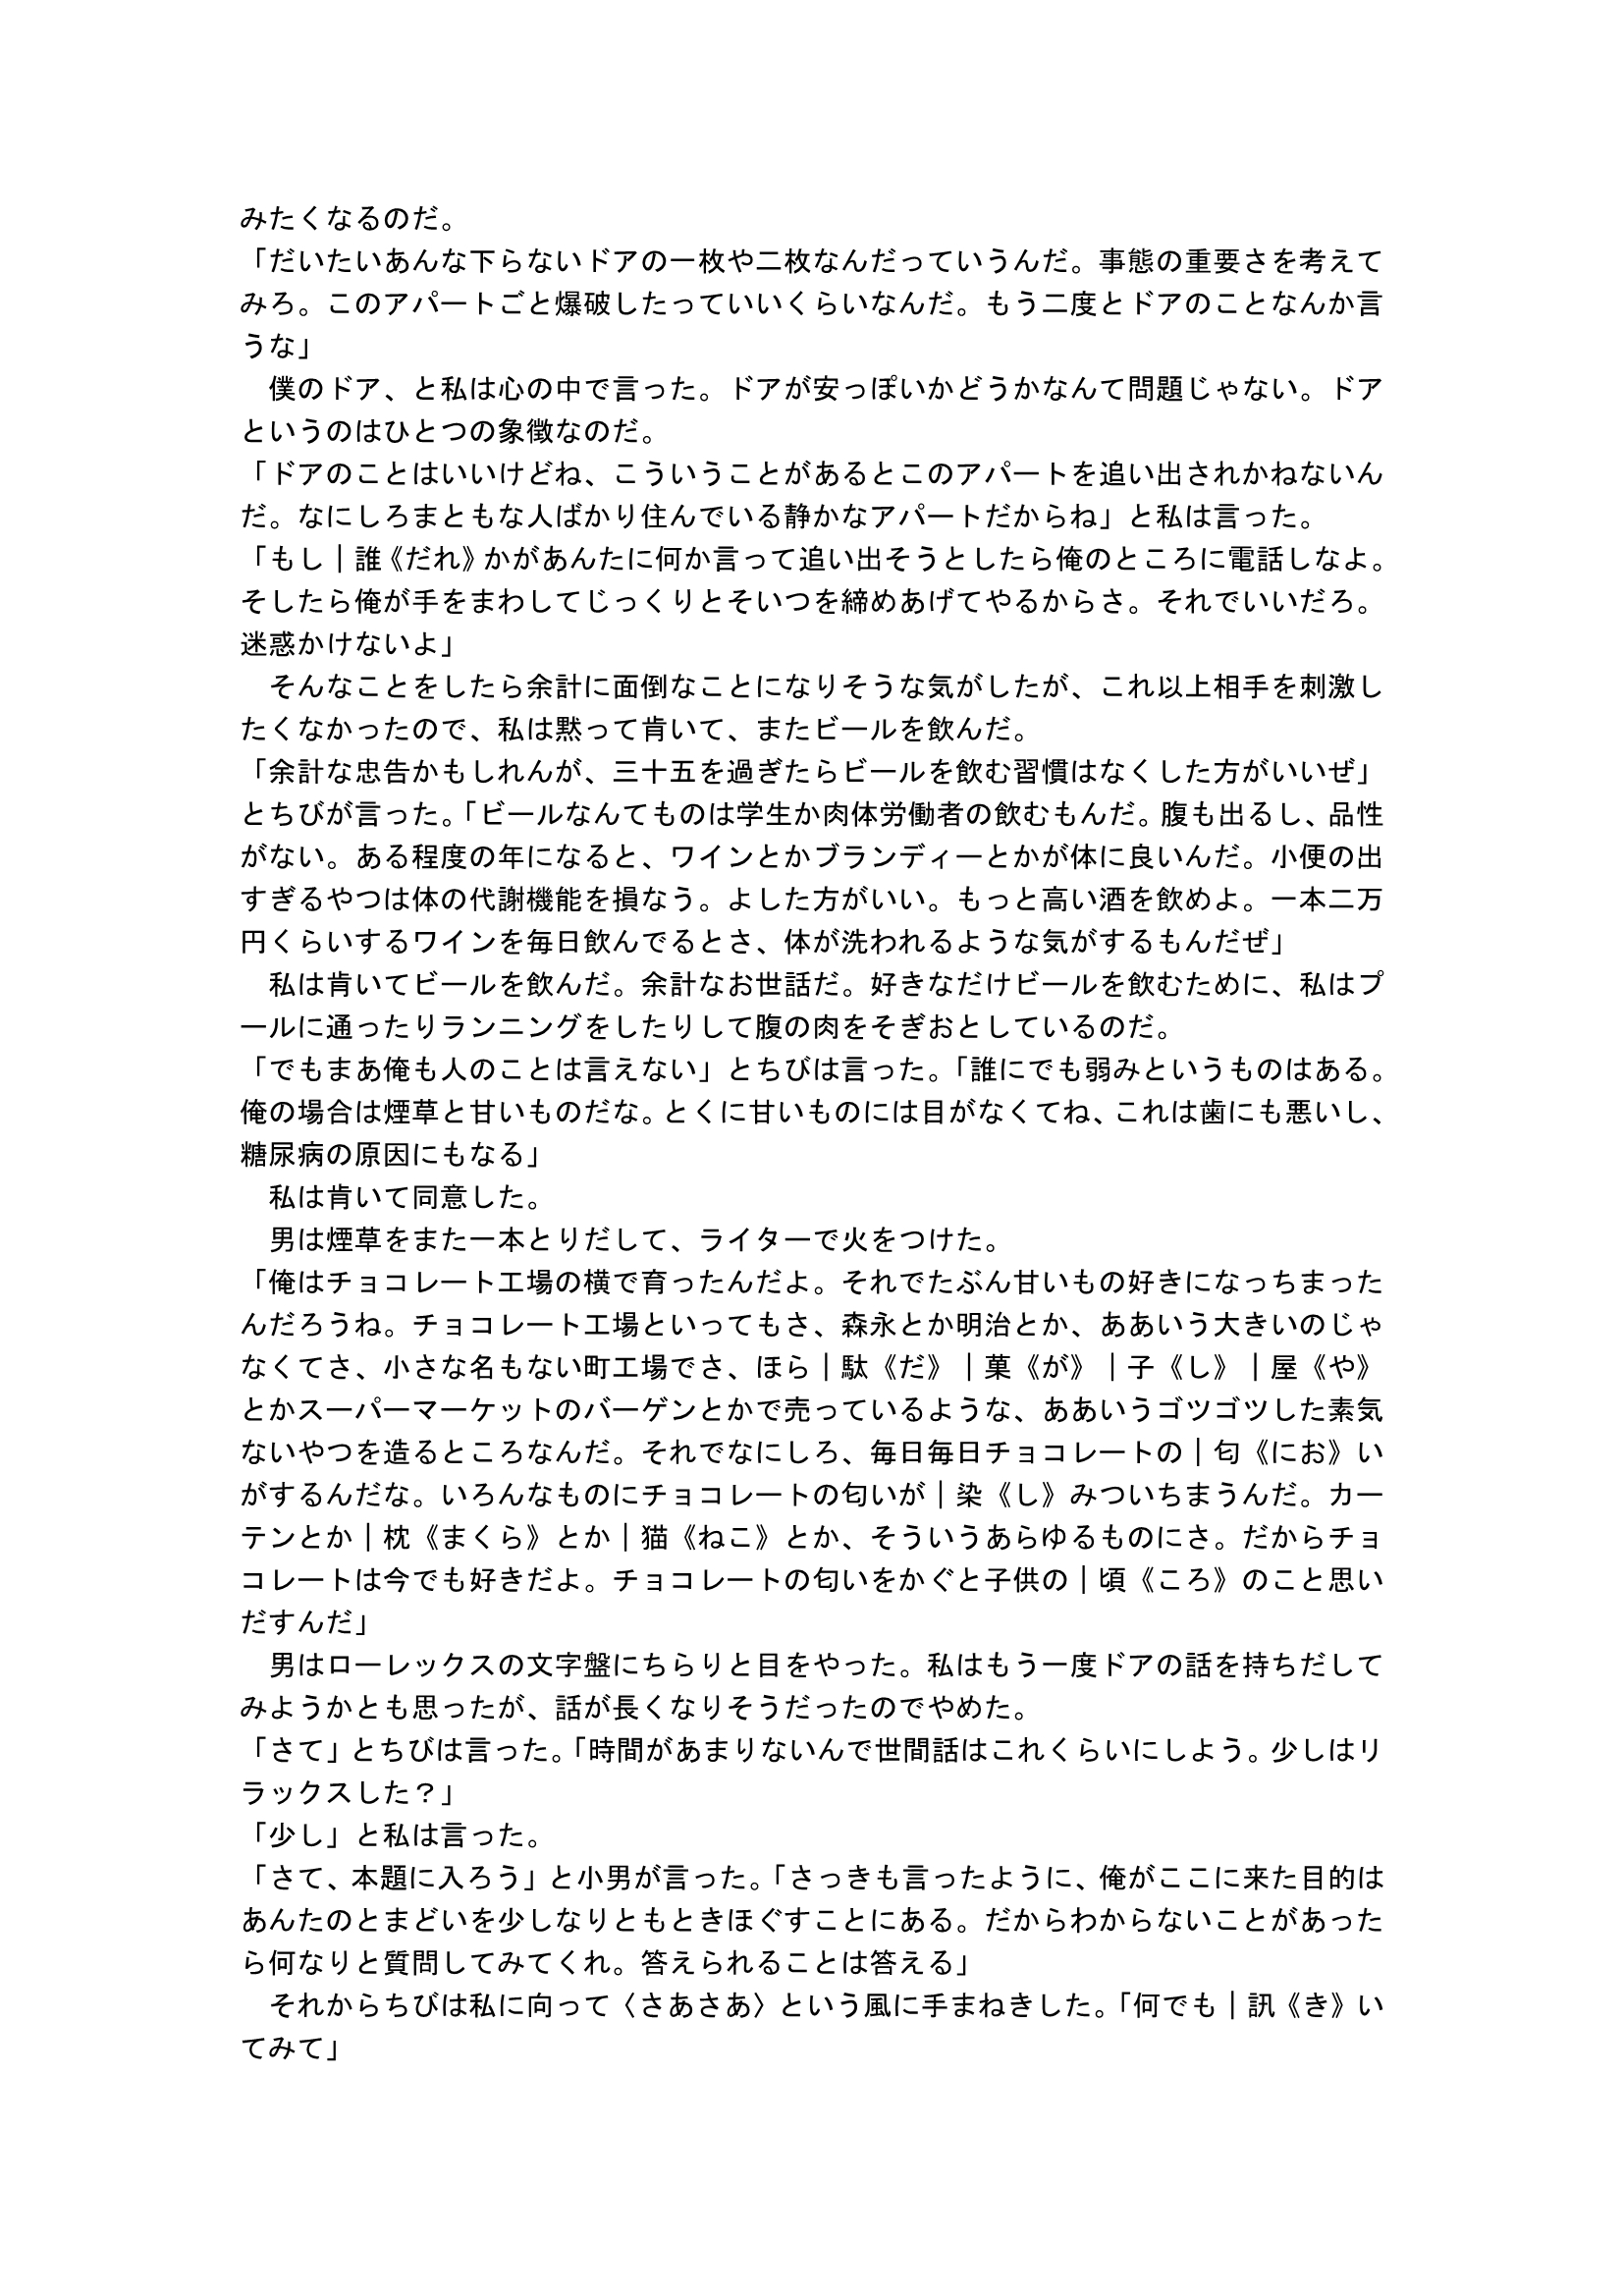 みたくなるのだ。
「だいたいあんな下らないドアの一枚や二枚なんだっていうんだ。事態の重要さを考えて
みろ。このアパートごと爆破したっていいくらいなんだ。もう二度とドアのことなんか言
うな」
　僕のドア、と私は心の中で言った。ドアが安っぽいかどうかなんて問題じゃない。ドア
というのはひとつの象徴なのだ。
「ドアのことはいいけどね、こういうことがあるとこのアパートを追い出されかねないん
だ。なにしろまともな人ばかり住んでいる静かなアパートだからね」と私は言った。
「もし｜誰《だれ》かがあんたに何か言って追い出そうとしたら俺のところに電話しなよ。
そしたら俺が手をまわしてじっくりとそいつを締めあげてやるからさ。それでいいだろ。
迷惑かけないよ」
　そんなことをしたら余計に面倒なことになりそうな気がしたが、これ以上相手を刺激し
たくなかったので、私は黙って肯いて、またビールを飲んだ。
「余計な忠告かもしれんが、三十五を過ぎたらビールを飲む習慣はなくした方がいいぜ」
とちびが言った。「ビールなんてものは学生か肉体労働者の飲むもんだ。腹も出るし、品性
がない。ある程度の年になると、ワインとかブランディーとかが体に良いんだ。小便の出
すぎるやつは体の代謝機能を損なう。よした方がいい。もっと高い酒を飲めよ。一本二万
円くらいするワインを毎日飲んでるとさ、体が洗われるような気がするもんだぜ」
　私は肯いてビールを飲んだ。余計なお世話だ。好きなだけビールを飲むために、私はプ
ールに通ったりランニングをしたりして腹の肉をそぎおとしているのだ。
「でもまあ俺も人のことは言えない」とちびは言った。「誰にでも弱みというものはある。
俺の場合は煙草と甘いものだな。とくに甘いものには目がなくてね、これは歯にも悪いし、
糖尿病の原因にもなる」
　私は肯いて同意した。
　男は煙草をまた一本とりだして、ライターで火をつけた。
「俺はチョコレート工場の横で育ったんだよ。それでたぶん甘いもの好きになっちまった
んだろうね。チョコレート工場といってもさ、森永とか明治とか、ああいう大きいのじゃ
なくてさ、小さな名もない町工場でさ、ほら｜駄《だ》｜菓《が》｜子《し》｜屋《や》
とかスーパーマーケットのバーゲンとかで売っているような、ああいうゴツゴツした素気
ないやつを造るところなんだ。それでなにしろ、毎日毎日チョコレートの｜匂《にお》い
がするんだな。いろんなものにチョコレートの匂いが｜染《し》みついちまうんだ。カー
テンとか｜枕《まくら》とか｜猫《ねこ》とか、そういうあらゆるものにさ。だからチョ
コレートは今でも好きだよ。チョコレートの匂いをかぐと子供の｜頃《ころ》のこと思い
だすんだ」
　男はローレックスの文字盤にちらりと目をやった。私はもう一度ドアの話を持ちだして
みようかとも思ったが、話が長くなりそうだったのでやめた。
「さて」とちびは言った。「時間があまりないんで世間話はこれくらいにしよう。少しはリ
ラックスした？」
「少し」と私は言った。
「さて、本題に入ろう」と小男が言った。「さっきも言ったように、俺がここに来た目的は
あんたのとまどいを少しなりともときほぐすことにある。だからわからないことがあった
ら何なりと質問してみてくれ。答えられることは答える」
　それからちびは私に向って〈さあさあ〉という風に手まねきした。「何でも｜訊《き》い
てみて」